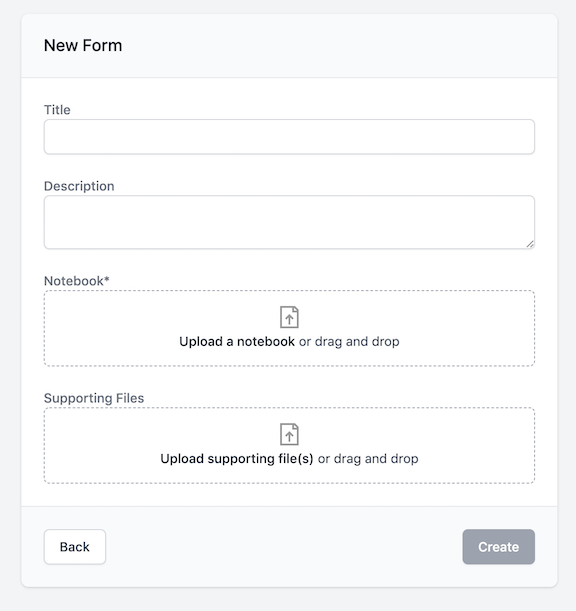 New Form
Title
Description
Notebook*
Upload a notebook or drag and drop
Supporting Files
Upload supporting file(s) or drag and drop
Back
Create